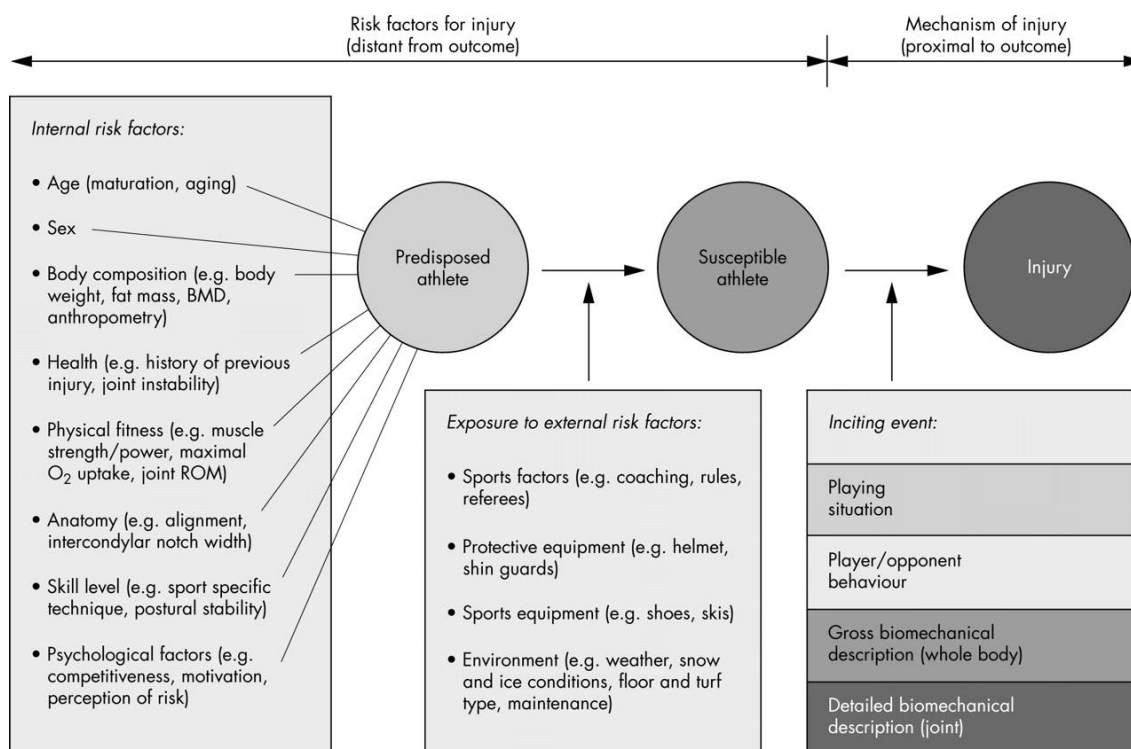 Risk factors for injury
(distant from outcome)
Mechanism of injury
(proximal to outcome)
Internal risk factors:
• Age (maturation, aging)
• Sex
• Body composition (e.g. body
weight, fat mass, BMD,
anthropometry)
• Health (e.g. history of previous
injury, joint instability)
• Physical fitness (e.g. muscle
strength/power, maximal
O2 uptake, joint ROM)
• Anatomy (e.g. alignment,
intercondylar notch width)
• Skill level (e.g. sport specific
technique, postural stability)
• Psychological factors (e.g.
competitiveness, motivation,
perception of risk)
Predisposed
athlete
Susceptible
athlete
Injury
Exposure to external risk factors:
• Sports factors (e.g. coaching, rules,
referees)
• Protective equipment (e.g. helmet,
shin guards)
• Sports equipment (e.g. shoes, skis)
• Environment (e.g. weather, snow
and ice conditions, floor and turf
type, maintenance)
Inciting event:
Playing
situation
Player/opponent
behaviour
Gross biomechanical
description (whole body)
Detailed biomechanical
description (joint)